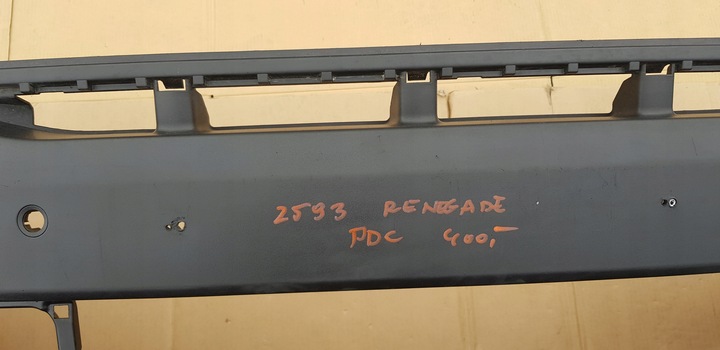 2593 RENEGADE
PDC 400,-